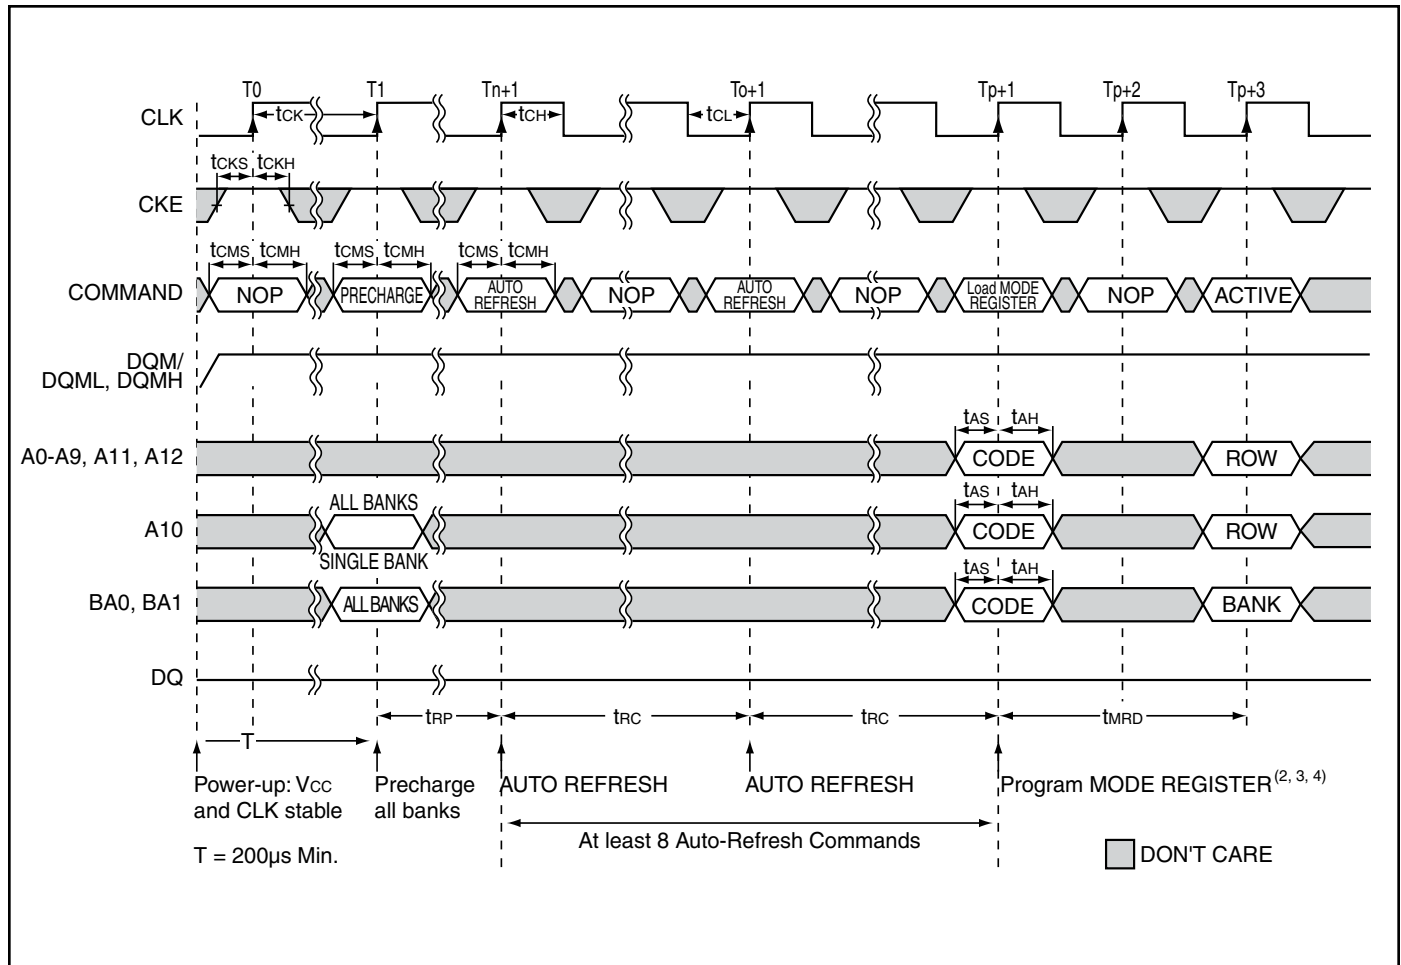 T0 T1 Tn+1 To+1 Tp+1 Tp+2 Tp+3
CLK tCK tCH tCL
tCKS tCKH
CKE
tCMS tCMH tCMS tCMH tCMS tCMH
COMMAND NOP PRECHARGE AUTO REFRESH NOP AUTO REFRESH NOP Load MODE REGISTER NOP ACTIVE
DQM/
DQML, DQMH
tAS tAH
A0-A9, A11, A12 CODE ROW
ALL BANKS tAS tAH
A10 CODE ROW
SINGLE BANK tAS tAH
BA0, BA1 ALL BANKS CODE BANK
DQ
tRP tRC tRC tMRD
T
Power-up: VCC Precharge AUTO REFRESH AUTO REFRESH Program MODE REGISTER(2, 3, 4)
and CLK stable all banks
At least 8 Auto-Refresh Commands
T = 200µs Min. DON'T CARE